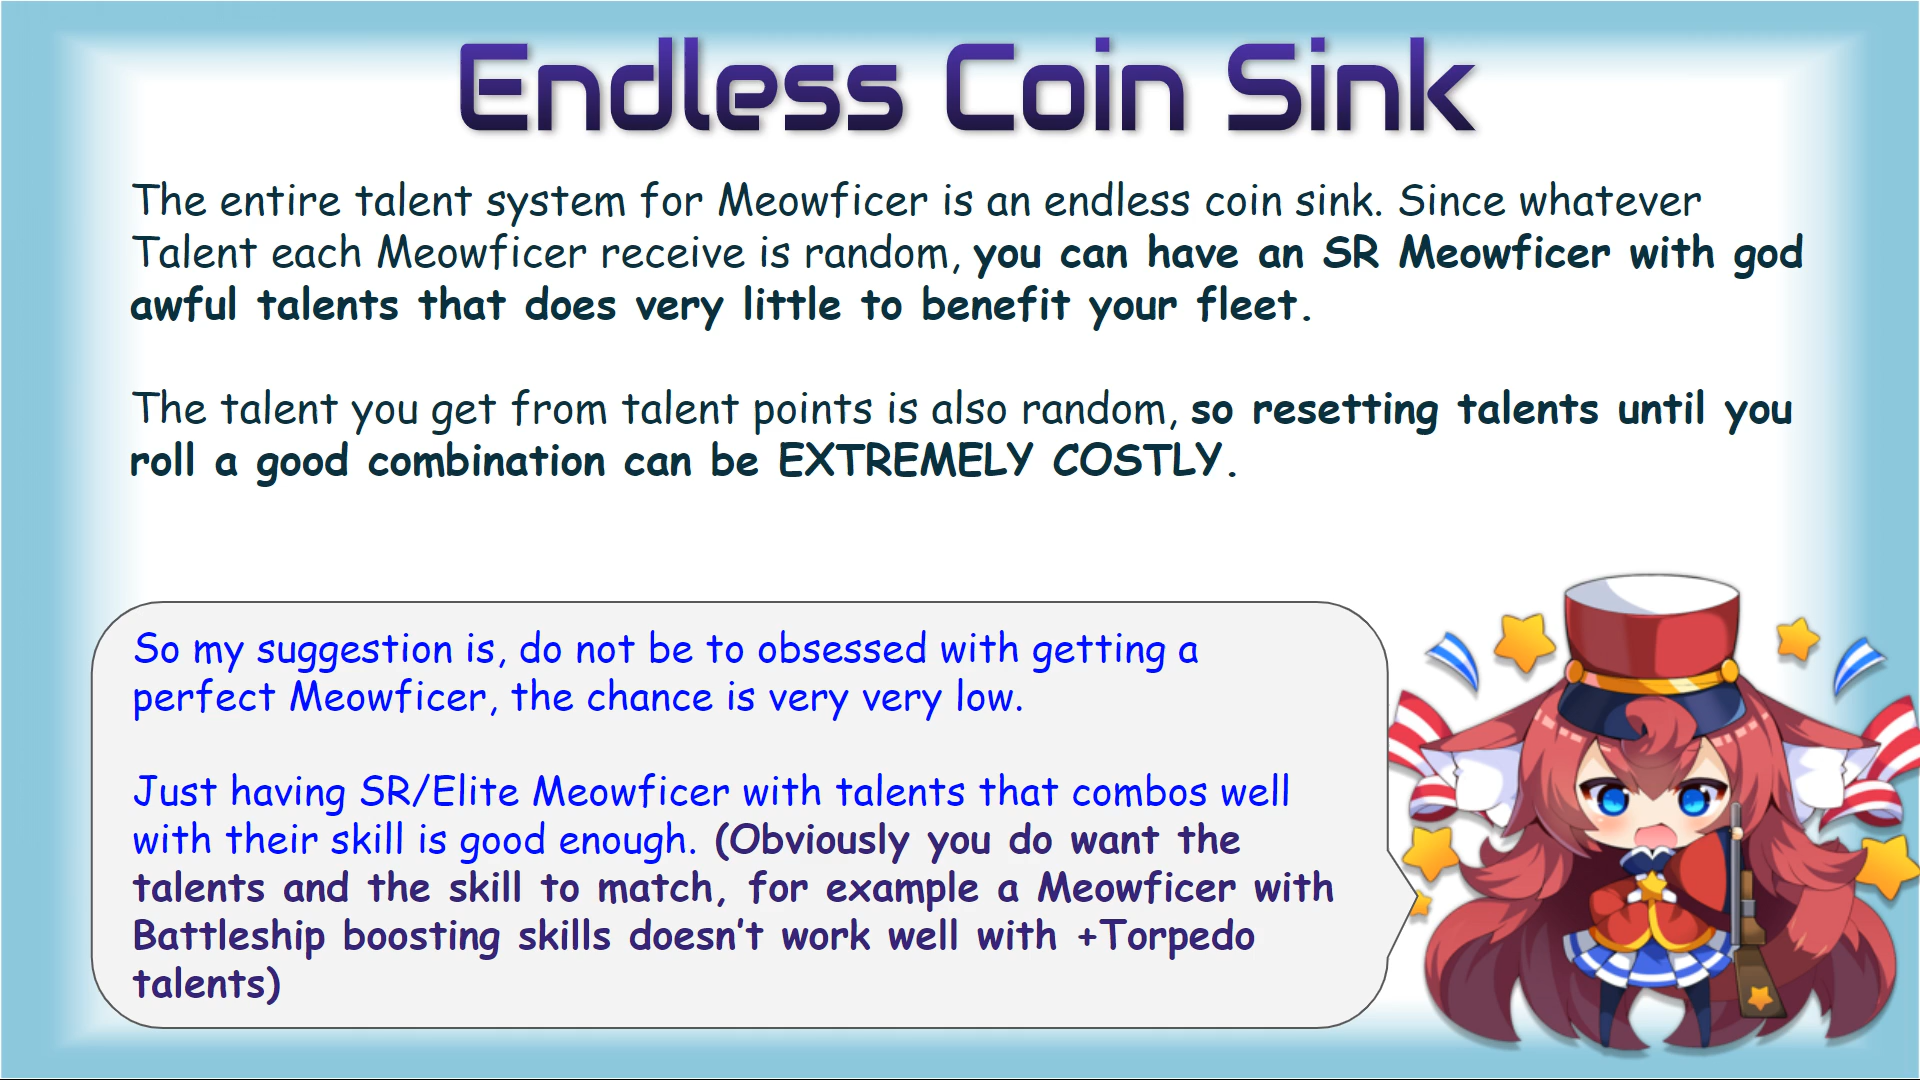 Endless Coin Sink
The entire talent system for Meowficer is an endless coin sink. Since whatever
Talent each Meowficer receive is random, you can have an SR Meowficer with god
awful talents that does very little to benefit your fleet.
The talent you get from talent points is also random, so resetting talents until you
roll a good combination can be EXTREMELY COSTLY.
So my suggestion is, do not be to obsessed with getting a
perfect Meowficer, the chance is very very low.
Just having SR/Elite Meowficer with talents that combos well
with their skill is good enough. (Obviously you do want the
talents and the skill to match, for example a Meowficer with
Battleship boosting skills doesn't work well with +Torpedo
talents)